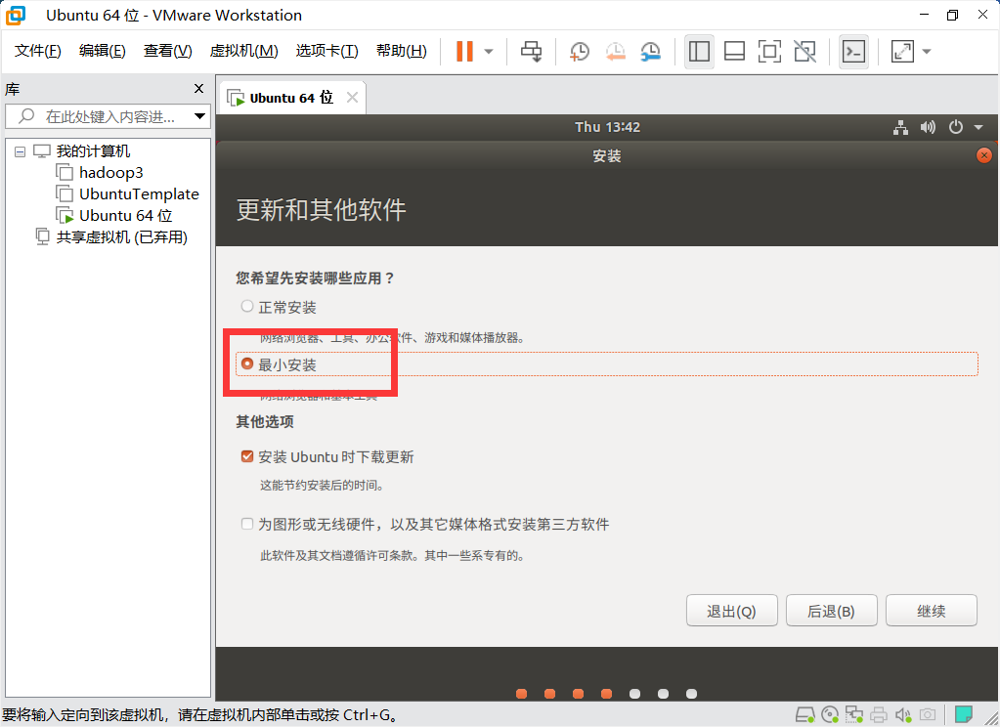 Ubuntu 64 位 - VMware Workstation
文件(F) 编辑(E) 查看(V) 虚拟机(M) 选项卡(T) 帮助(H)
库
在此处键入内容进...
我的计算机
hadoop3
UbuntuTemplate
Ubuntu 64 位
共享虚拟机 (已弃用)
Ubuntu 64 位
Thu 13:42
安装
更新和其他软件
您希望先安装哪些应用？
正常安装
网络浏览器、工具、办公软件、游戏和媒体播放器。
最小安装
网络浏览器和基本工具
其他选项
安装 Ubuntu 时下载更新
这能节约安装后的时间。
为图形或无线硬件，以及其它媒体格式安装第三方软件
此软件及其文档遵循许可条款。其中一些系专有的。
退出(Q) 后退(B) 继续
要将输入定向到该虚拟机，请在虚拟机内部单击或按 Ctrl+G。